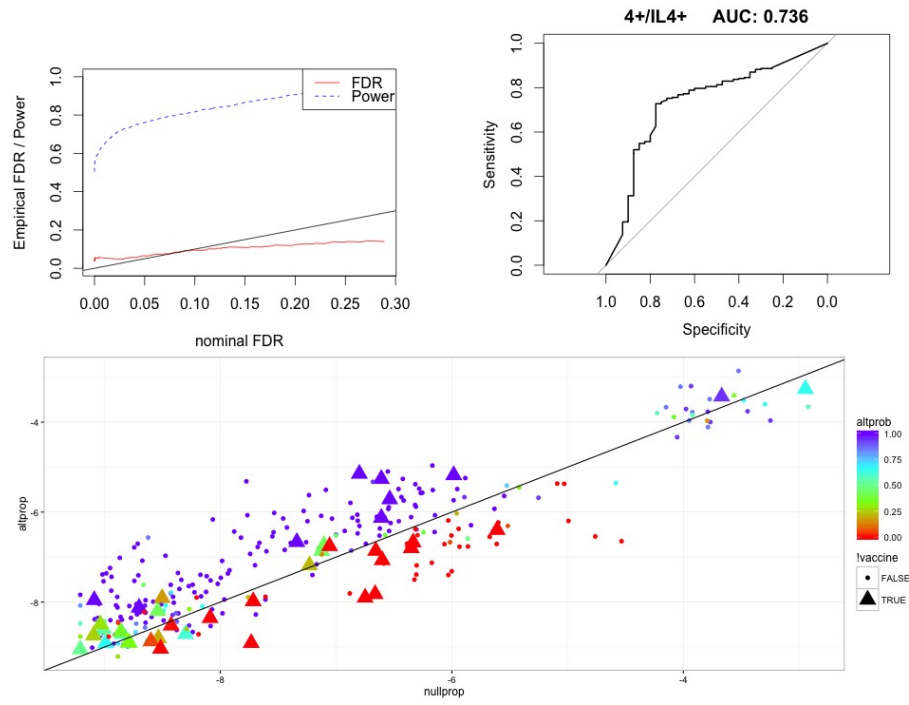 4+/IL4+ AUC: 0.736
FDR
Power
Empirical FDR / Power
0.0
0.2
0.4
0.6
0.8
1.0
0.00 0.05 0.10 0.15 0.20 0.25 0.30
nominal FDR
Sensitivity
0.0
0.2
0.4
0.6
0.8
1.0
1.0 0.8 0.6 0.4 0.2 0.0
Specificity
altprop
-4
-6
-8
-8 -6 -4
nullprop
altprob
1.00
0.75
0.50
0.25
0.00
!vaccine
FALSE
TRUE